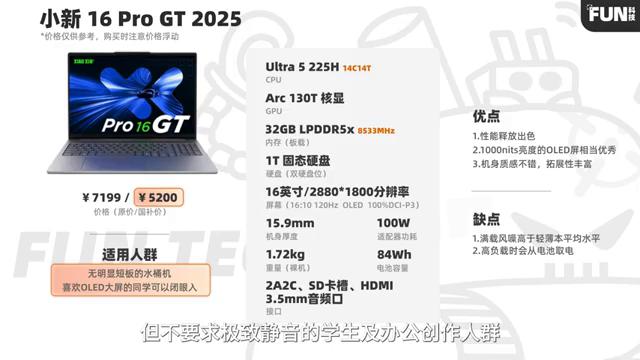 小新 16 Pro GT 2025
*价格仅供参考，购买时注意价格浮动
FUN科技
XIAO XIN
Pro 16 GT
￥7199 / ￥5200
价格（原价/国补价）
适用人群
无明显短板的水桶机
喜欢OLED大屏的同学可以闭眼入
Ultra 5 225H 14C14T
CPU
Arc 130T 核显
GPU
32GB LPDDR5x 8533MHz
内存（板载）
1T 固态硬盘
硬盘（双硬盘位）
16英寸/2880*1800分辨率
屏幕（16:10 120Hz OLED 100%DCI-P3）
15.9mm 100W
机身厚度 适配器功耗
1.72kg 84Wh
重量（裸机） 电池容量
2A2C、SD卡槽、HDMI
3.5mm音频口
接口
优点
1.性能释放出色
2.1000nits亮度的OLED屏相当优秀
3.机身质感不错，拓展性丰富
缺点
1.满载风噪高于轻薄本平均水平
2.高负载时会从电池取电
FUN TE
但不要求极致静音的学生及办公创作人群